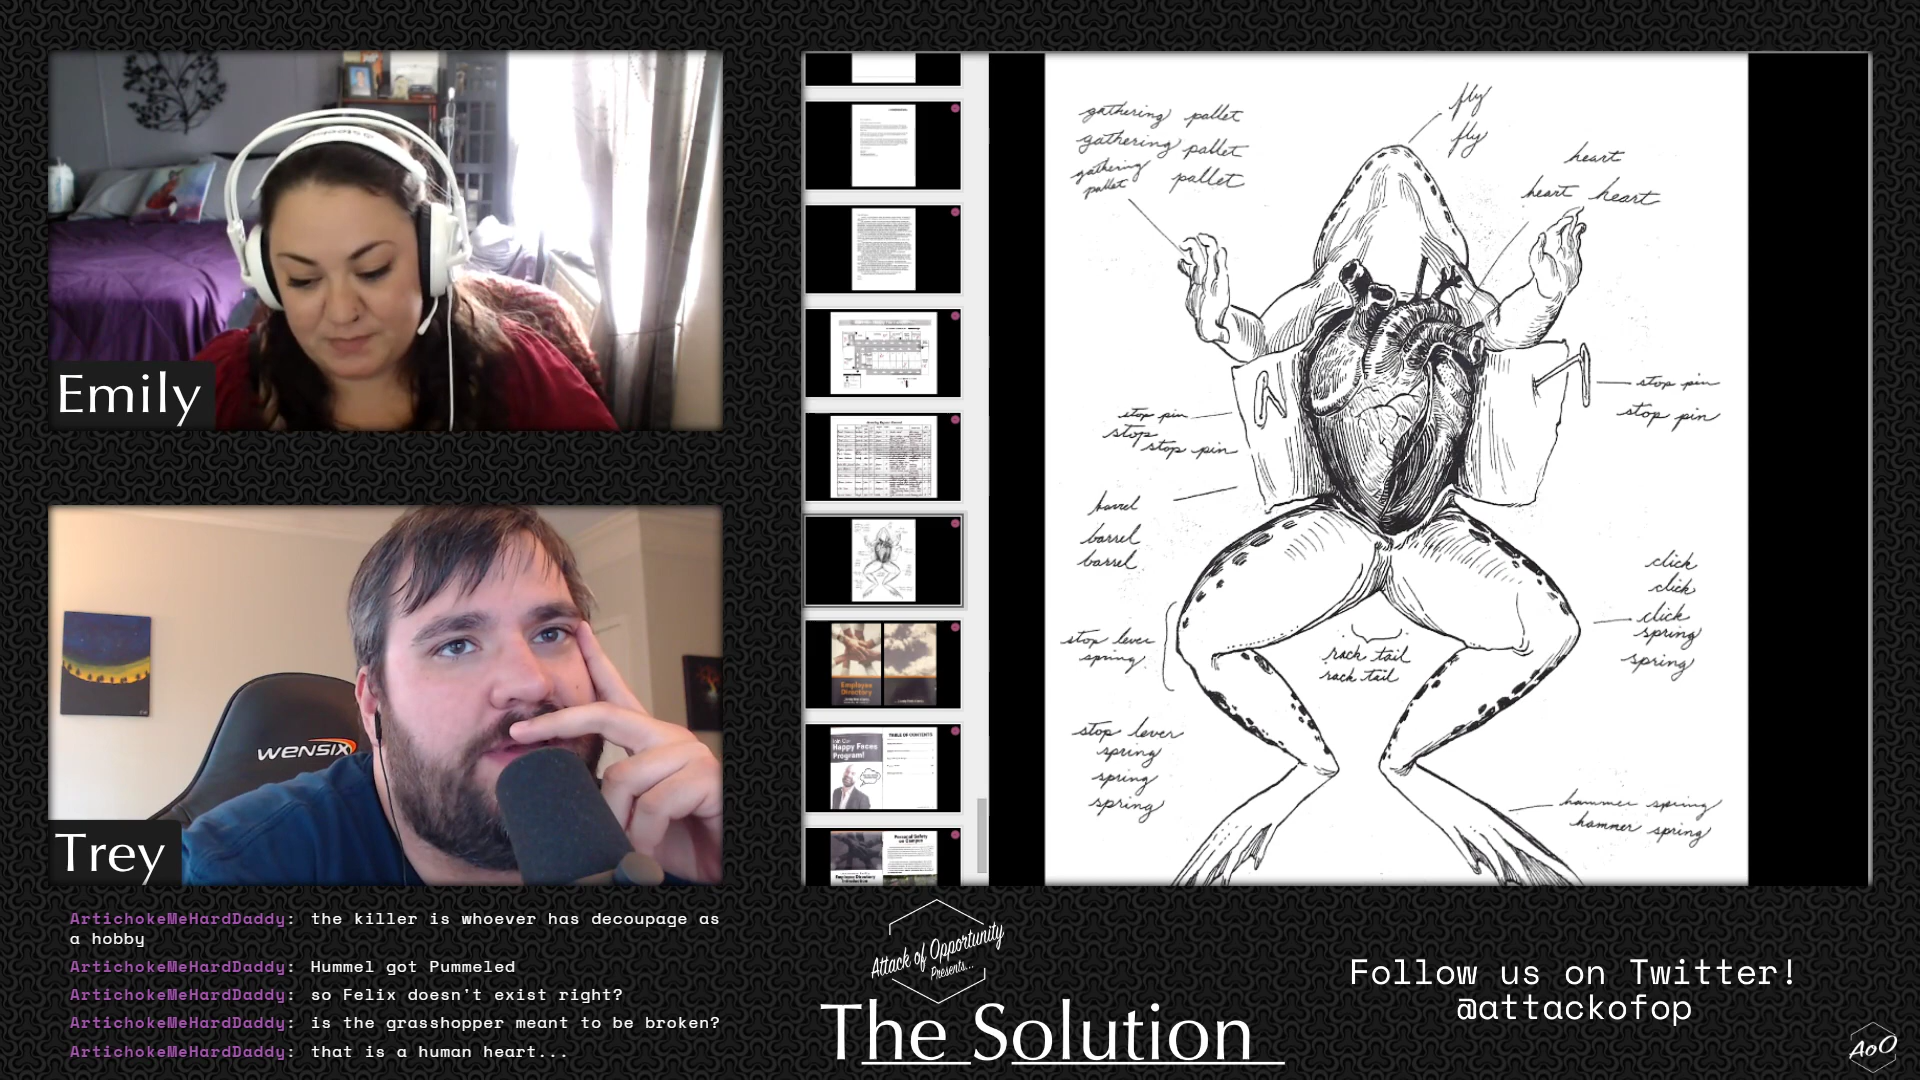 Emily
WENSIX
Trey
ArtichokeMeHardDaddy: the killer is whoever has decoupage as
a hobby
ArtichokeMeHardDaddy: Hummel got Pummeled
ArtichokeMeHardDaddy: so Felix doesn't exist right?
ArtichokeMeHardDaddy: is the grasshopper meant to be broken?
ArtichokeMeHardDaddy: that is a human heart...
Employee
Directory
Happy Faces
Program!
TABLE OF CONTENTS
Personal Safety
on Campus
Employee Directory
Introduction
gathering pallet
gathering pallet
gathering
pallet
pallet
fly
fly
heart
heart heart
stop pin
stop pin
stop pin
stop
stop pin
barrel
barrel
barrel
click
click
click
spring
spring
stop lever
spring
rack tail
rack tail
stop lever
spring
spring
spring
hammer spring
hammer spring
Attack of Opportunity
Presents...
The Solution
Follow us on Twitter!
@attackofop
AoO